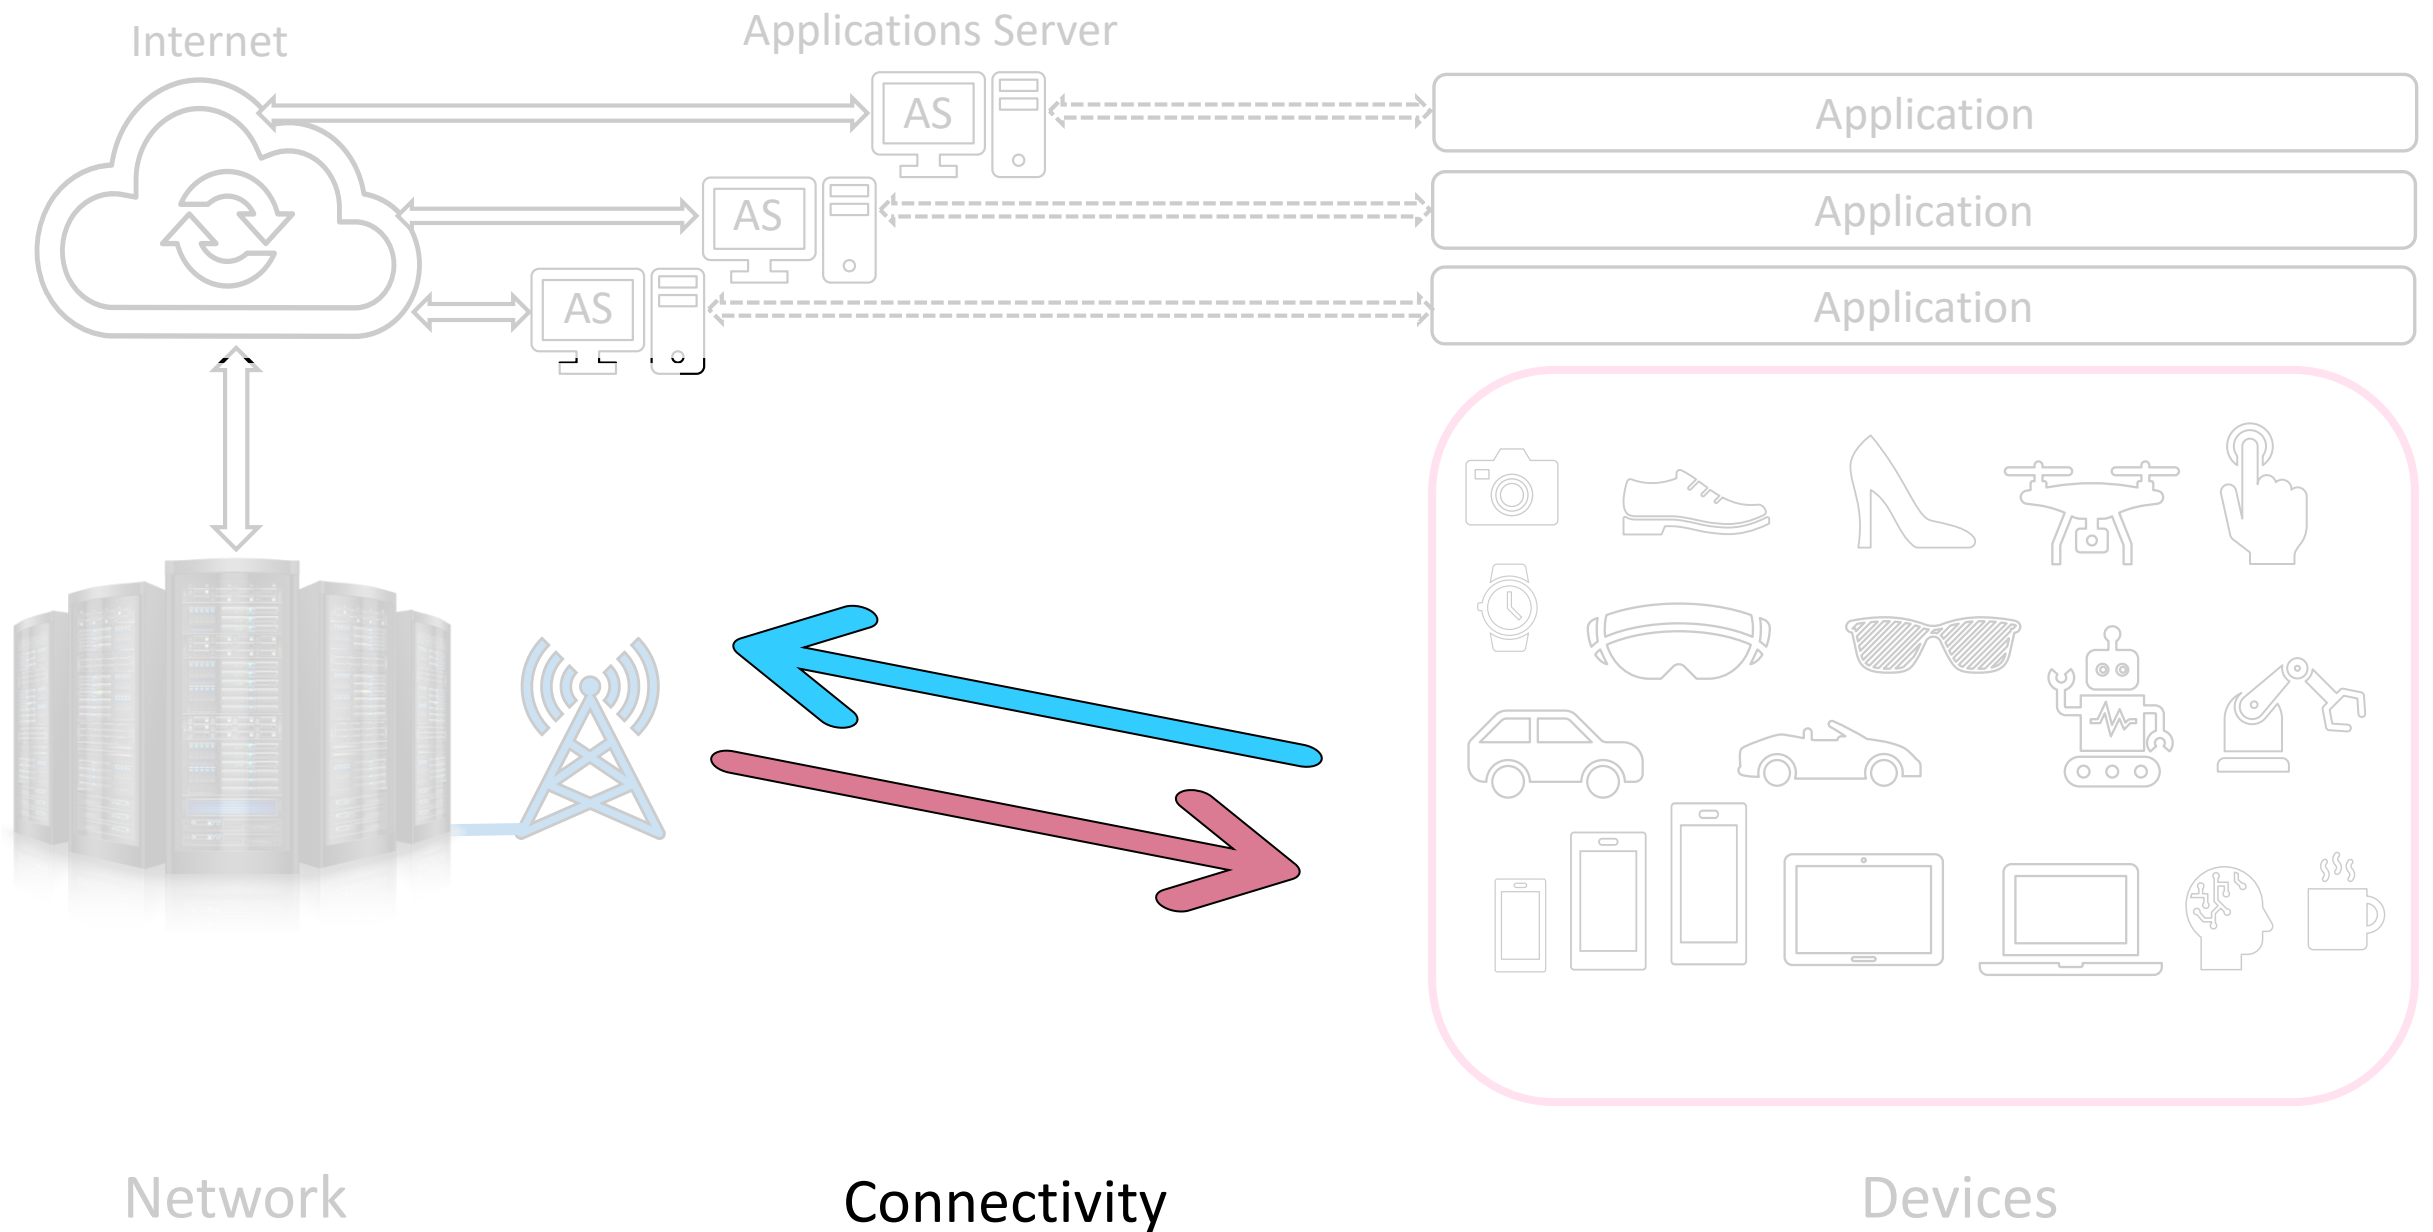 Internet
Applications Server
AS
Application
AS
Application
AS
Application
Network
Connectivity
Devices